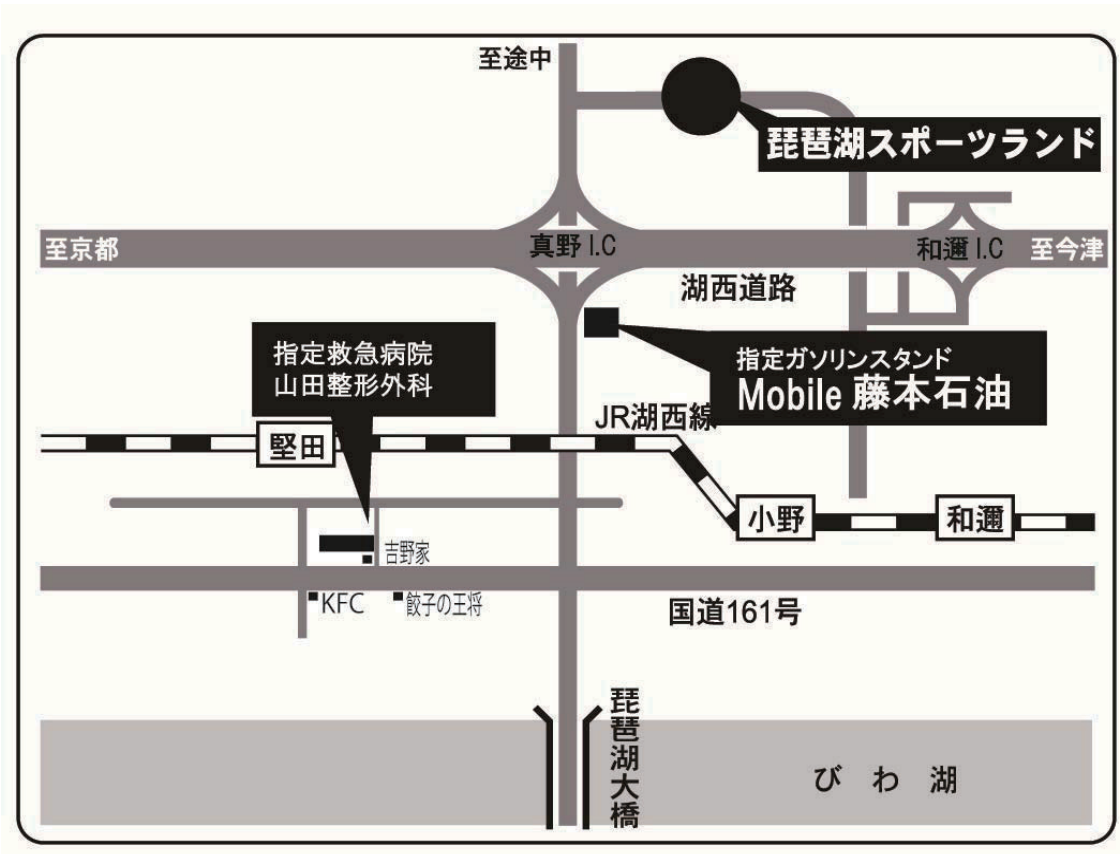 至途中
琵琶湖スポーツランド
至京都
真野 I.C
和邇 I.C
至今津
湖西道路
指定救急病院
山田整形外科
指定ガソリンスタンド
Mobile 藤本石油
JR湖西線
堅田
小野
和邇
吉野家
KFC
餃子の王将
国道161号
琵琶湖大橋
びわ湖